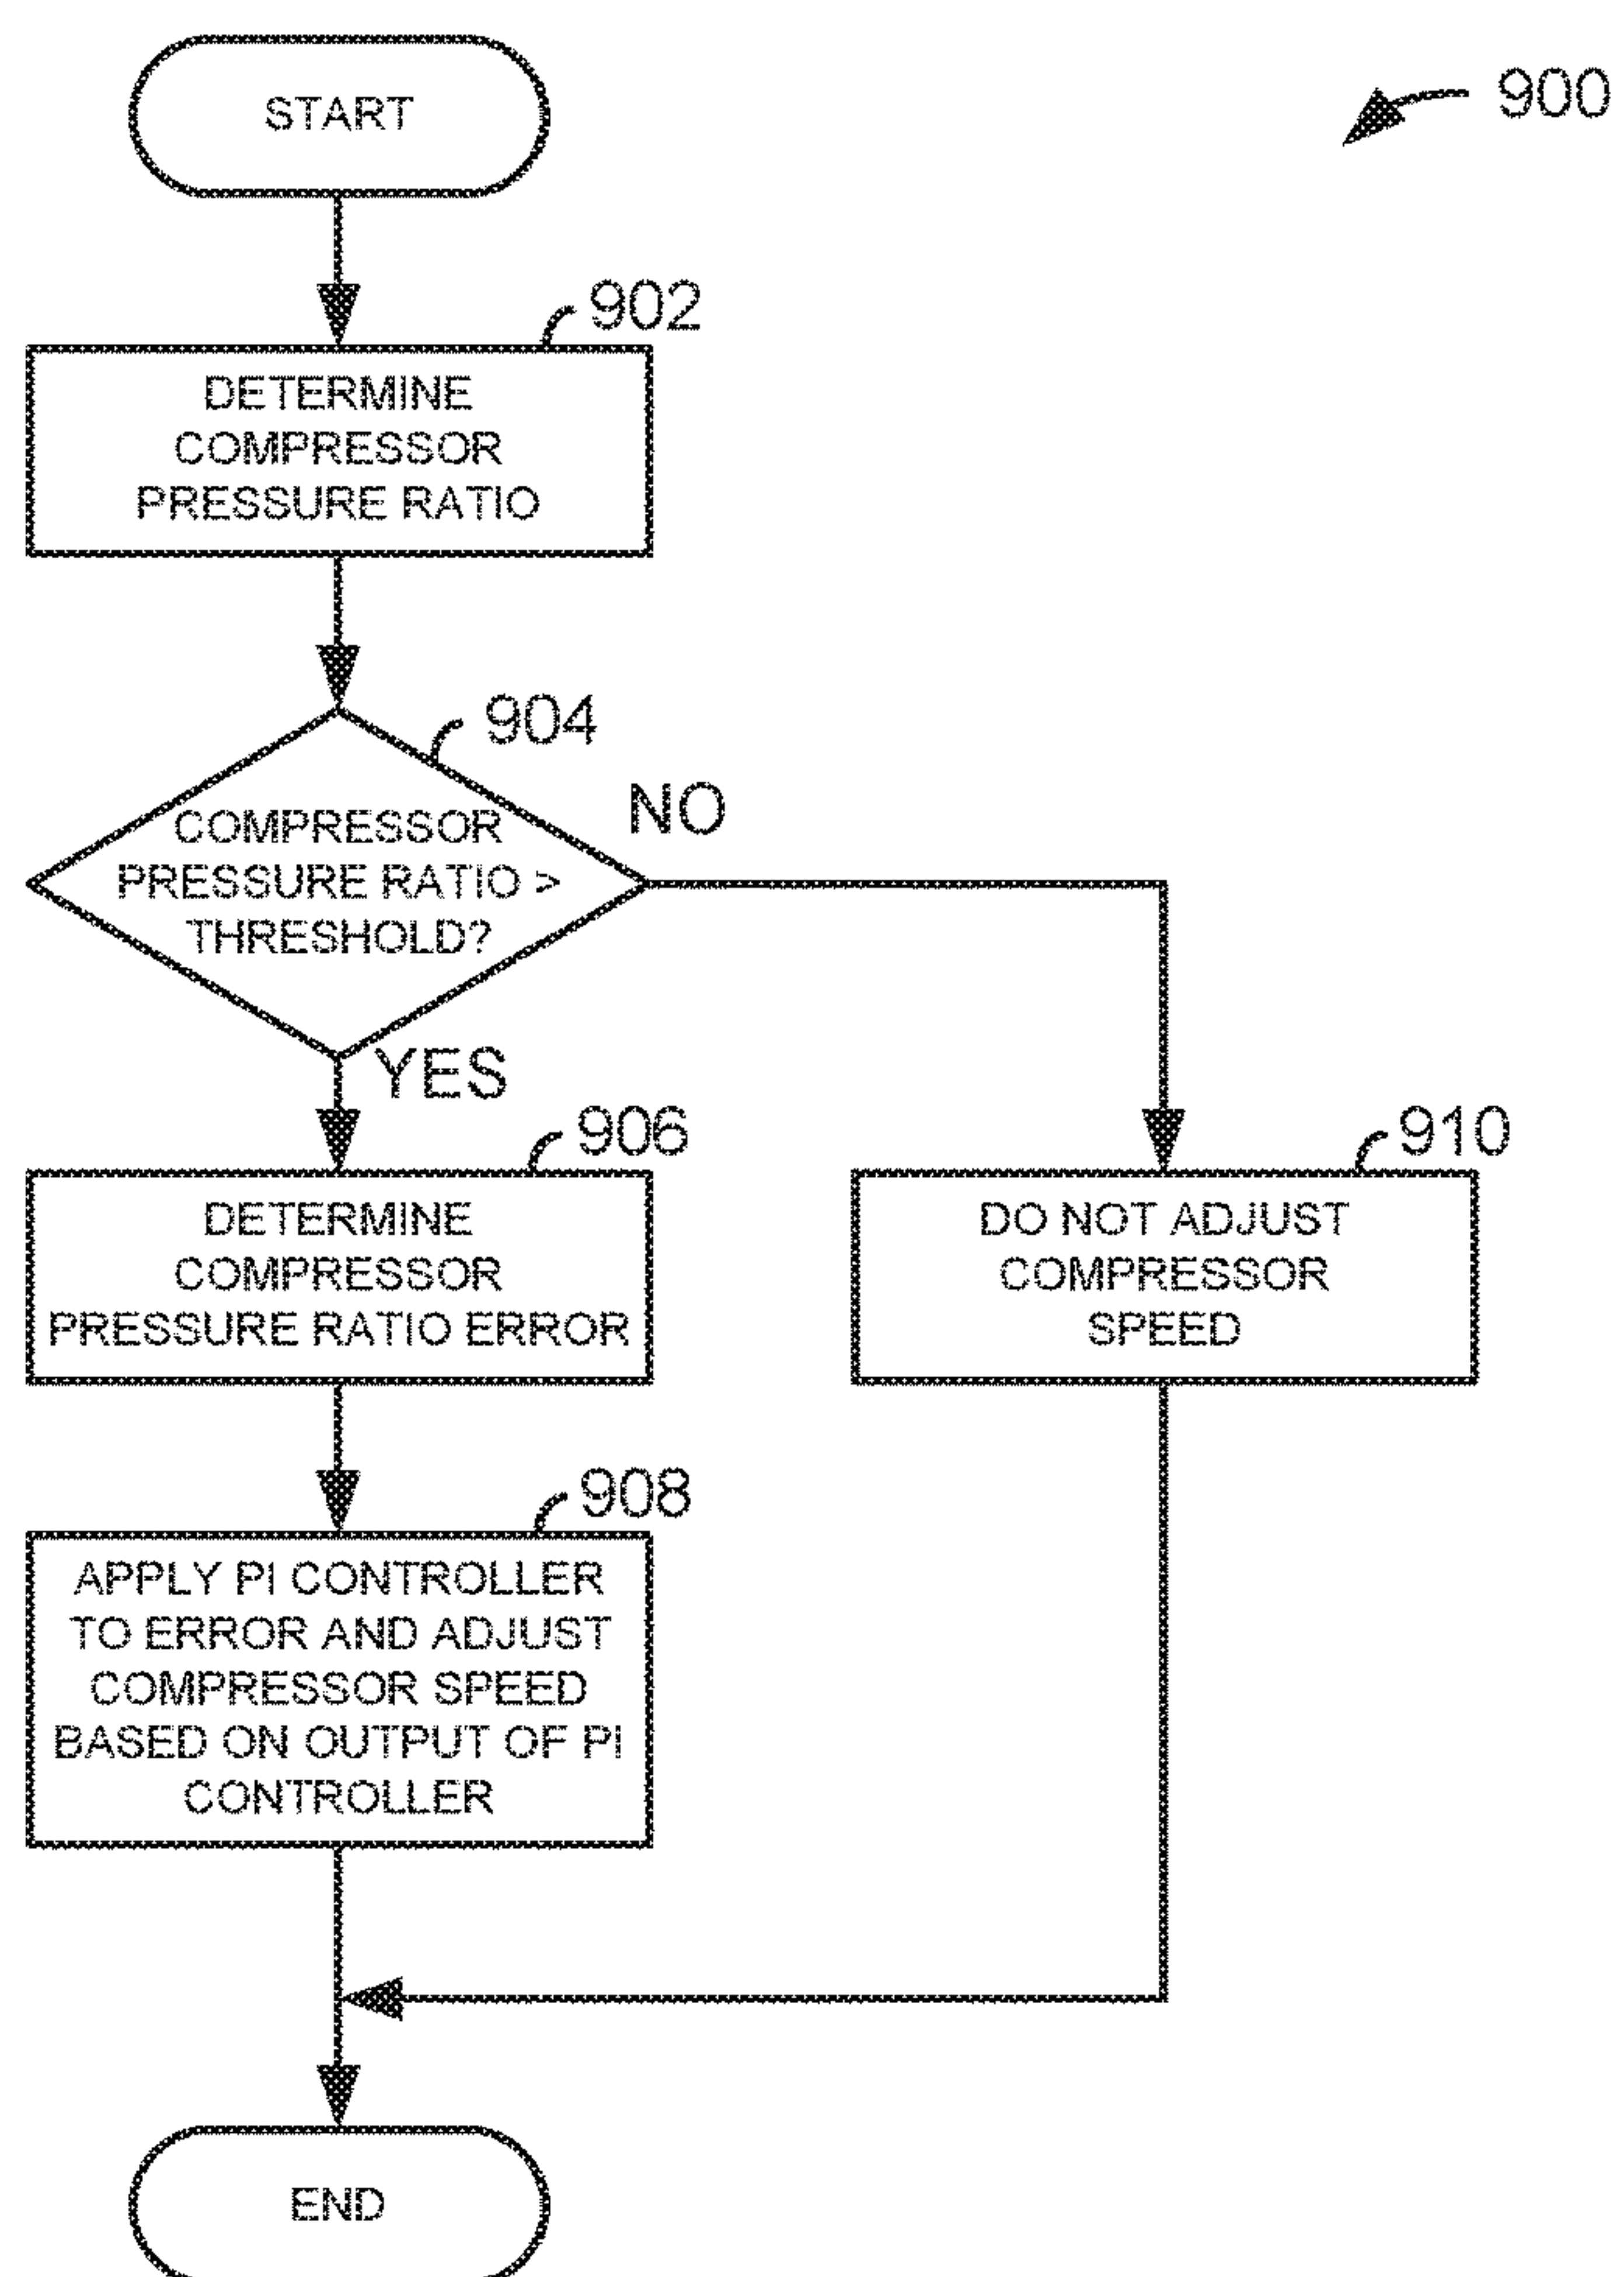 START
900
902
DETERMINE
COMPRESSOR
PRESSURE RATIO
904
COMPRESSOR
PRESSURE RATIO >
THRESHOLD?
NO
YES
906
DETERMINE
COMPRESSOR
PRESSURE RATIO ERROR
910
DO NOT ADJUST
COMPRESSOR
SPEED
908
APPLY PI CONTROLLER
TO ERROR AND ADJUST
COMPRESSOR SPEED
BASED ON OUTPUT OF PI
CONTROLLER
END